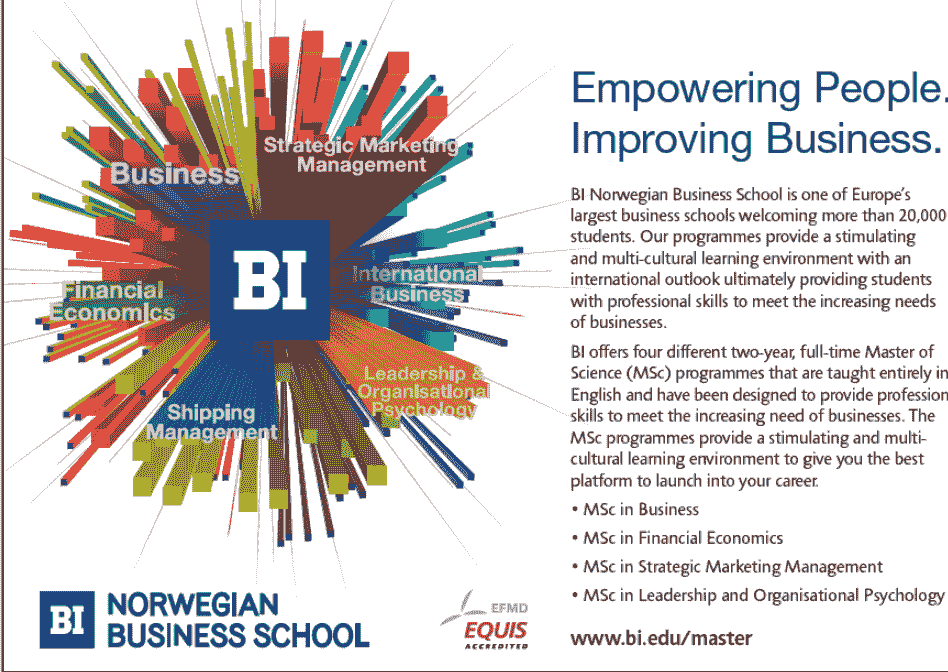 Empowering People.
Improving Business.
BI Norwegian Business School is one of Europe's
largest business schools welcoming more than 20,000
students. Our programmes provide a stimulating
and multi-cultural learning environment with an
international outlook ultimately providing students
with professional skills to meet the increasing needs
of businesses.
BI offers four different two-year, full-time Master of
Science (MSc) programmes that are taught entirely in
English and have been designed to provide profession
skills to meet the increasing need of businesses. The
MSc programmes provide a stimulating and multi-
cultural learning environment to give you the best
platform to launch into your career.
• MSc in Business
• MSc in Financial Economics
• MSc in Strategic Marketing Management
• MSc in Leadership and Organisational Psychology
www.bi.edu/master
Strategic Marketing
Management
Business
BI
International
Business
Financial
Economics
Leadership &
Organisational
Psychology
Shipping
Management
BI
NORWEGIAN
BUSINESS SCHOOL
EFMD
EQUIS
ACCREDITED